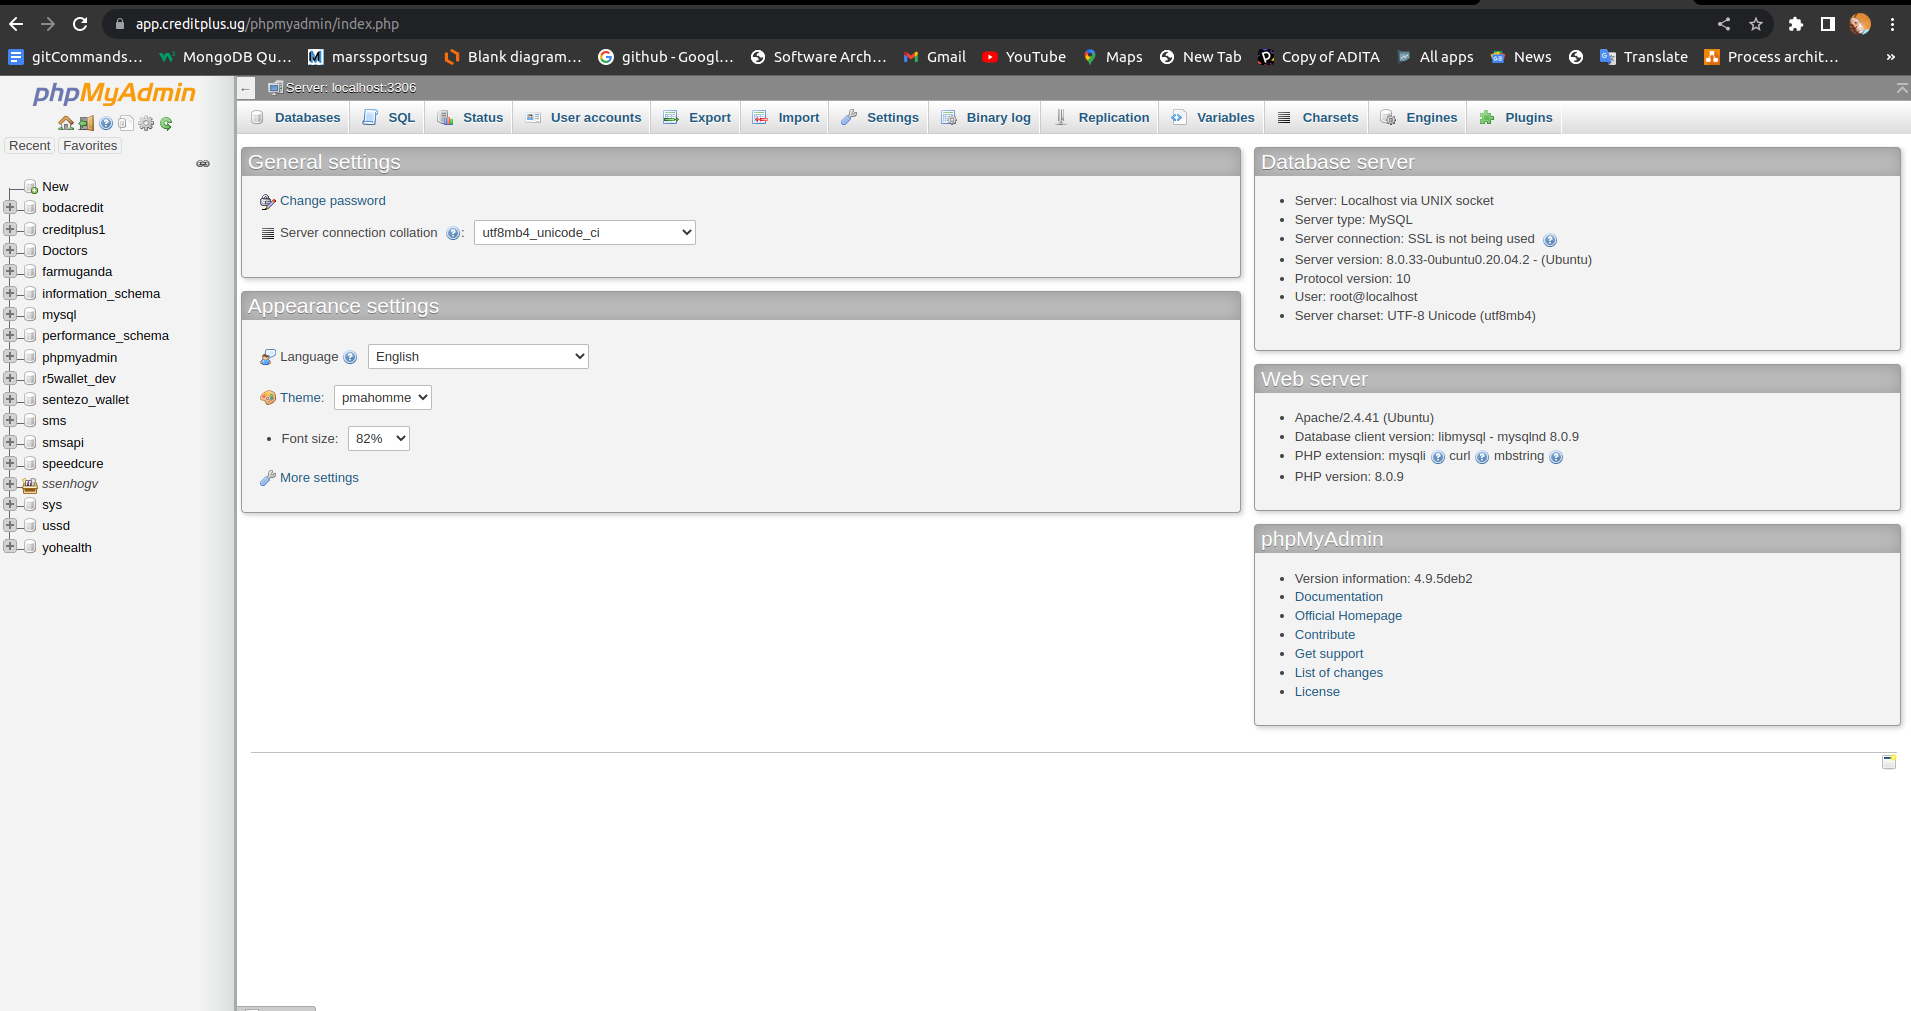 app.creditplus.ug/phpmyadmin/index.php
gitCommands... MongoDB Qu... marssportsug Blank diagram... github - Googl... Software Arch... Gmail YouTube Maps New Tab Copy of ADITA All apps News Translate Process archit... »
phpMyAdmin
Recent Favorites
New
bodacredit
creditplus1
Doctors
farmuganda
information_schema
mysql
performance_schema
phpmyadmin
r5wallet_dev
sentezo_wallet
sms
smsapi
speedcure
ssenhogv
sys
ussd
yohealth
Server: localhost:3306
Databases SQL Status User accounts Export Import Settings Binary log Replication Variables Charsets Engines Plugins
General settings
Change password
Server connection collation : utf8mb4_unicode_ci
Appearance settings
Language English
Theme: pmahomme
Font size: 82%
More settings
Database server
Server: Localhost via UNIX socket
Server type: MySQL
Server connection: SSL is not being used
Server version: 8.0.33-0ubuntu0.20.04.2 - (Ubuntu)
Protocol version: 10
User: root@localhost
Server charset: UTF-8 Unicode (utf8mb4)
Web server
Apache/2.4.41 (Ubuntu)
Database client version: libmysql - mysqlnd 8.0.9
PHP extension: mysqli curl mbstring
PHP version: 8.0.9
phpMyAdmin
Version information: 4.9.5deb2
Documentation
Official Homepage
Contribute
Get support
List of changes
License